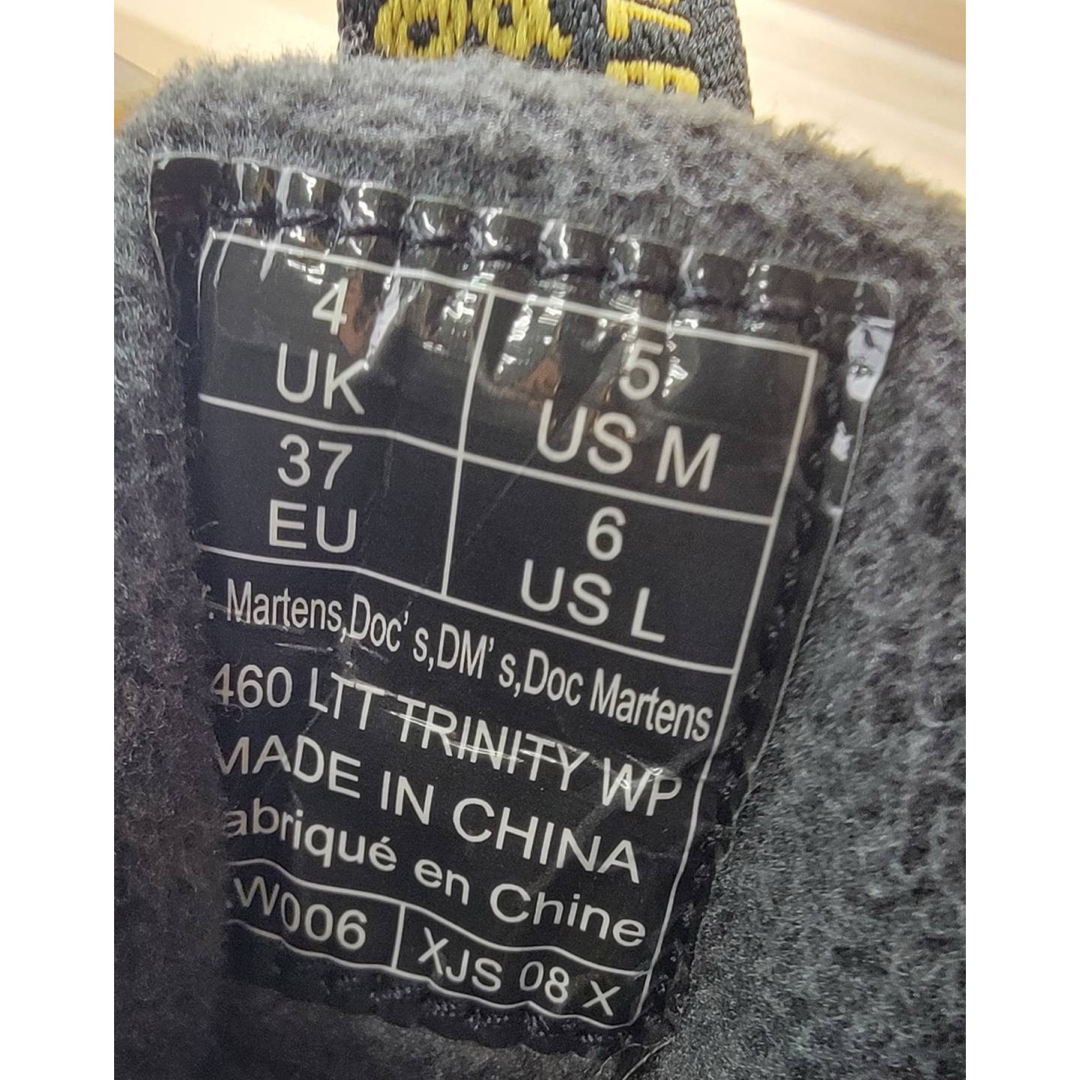 4 5
UK US M
37 6
EU US L
Martens,Doc's,DM's,Doc Martens
460 LTT TRINITY WP
MADE IN CHINA
abriqué en Chine
W006 XJS 08 X